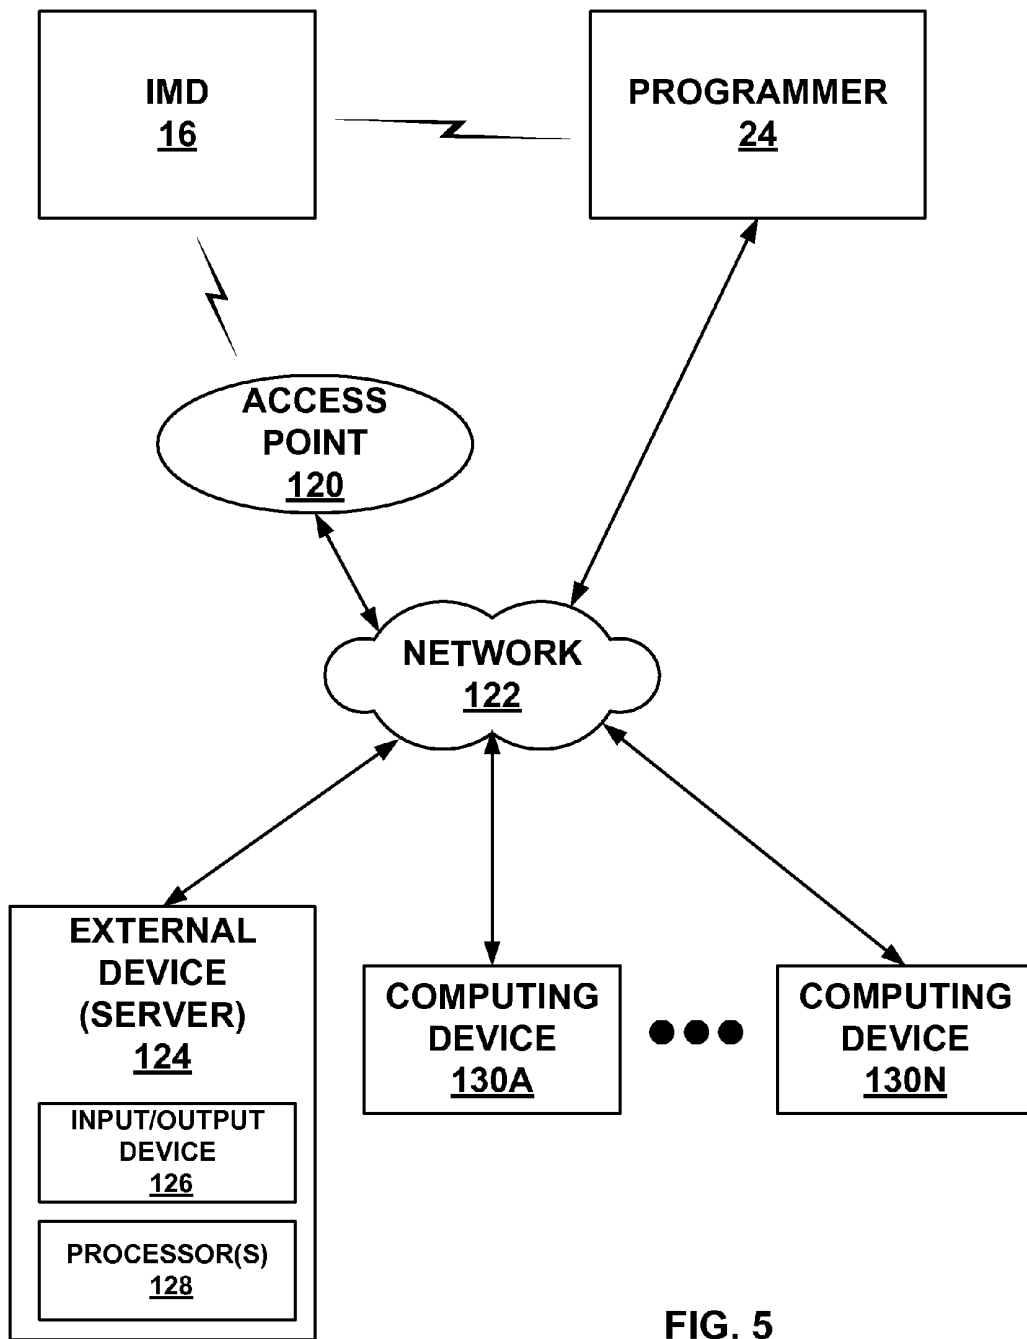 IMD
16
PROGRAMMER
24
ACCESS
POINT
120
NETWORK
122
EXTERNAL
DEVICE
(SERVER)
124
INPUT/OUTPUT
DEVICE
126
PROCESSOR(S)
128
COMPUTING
DEVICE
130A
COMPUTING
DEVICE
130N
FIG. 5